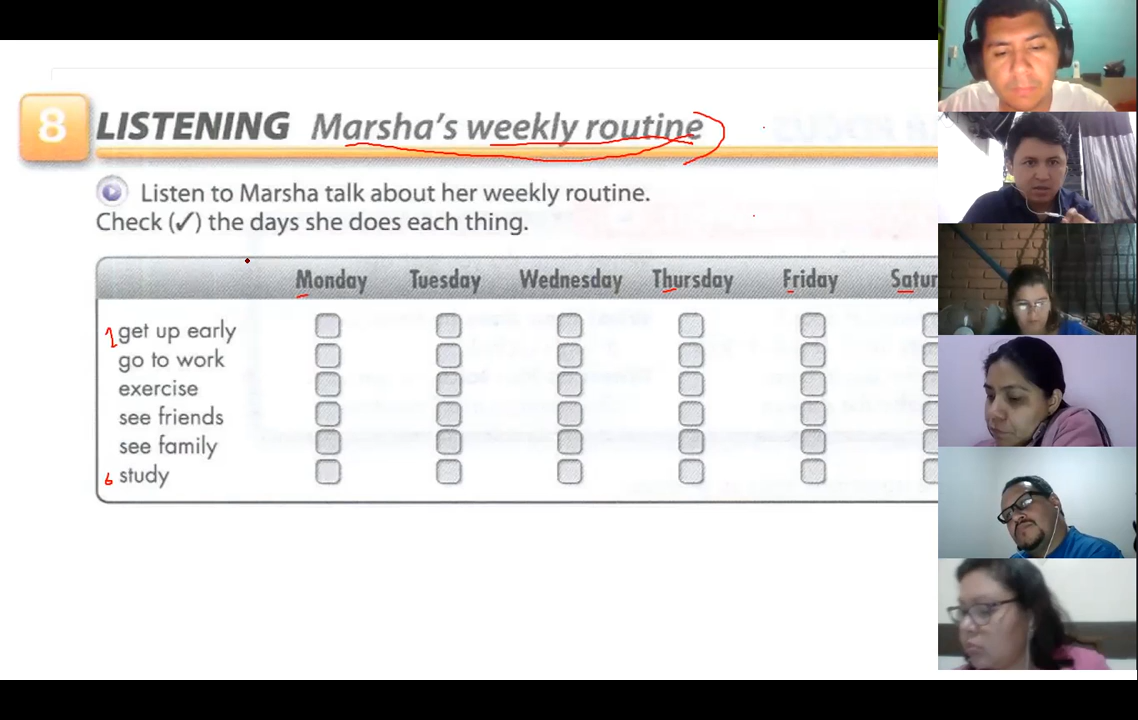 8 LISTENING Marsha's weekly routine
Listen to Marsha talk about her weekly routine.
Check (✓) the days she does each thing.
Monday Tuesday Wednesday Thursday Friday Satur
1 get up early
go to work
exercise
see friends
see family
6 study